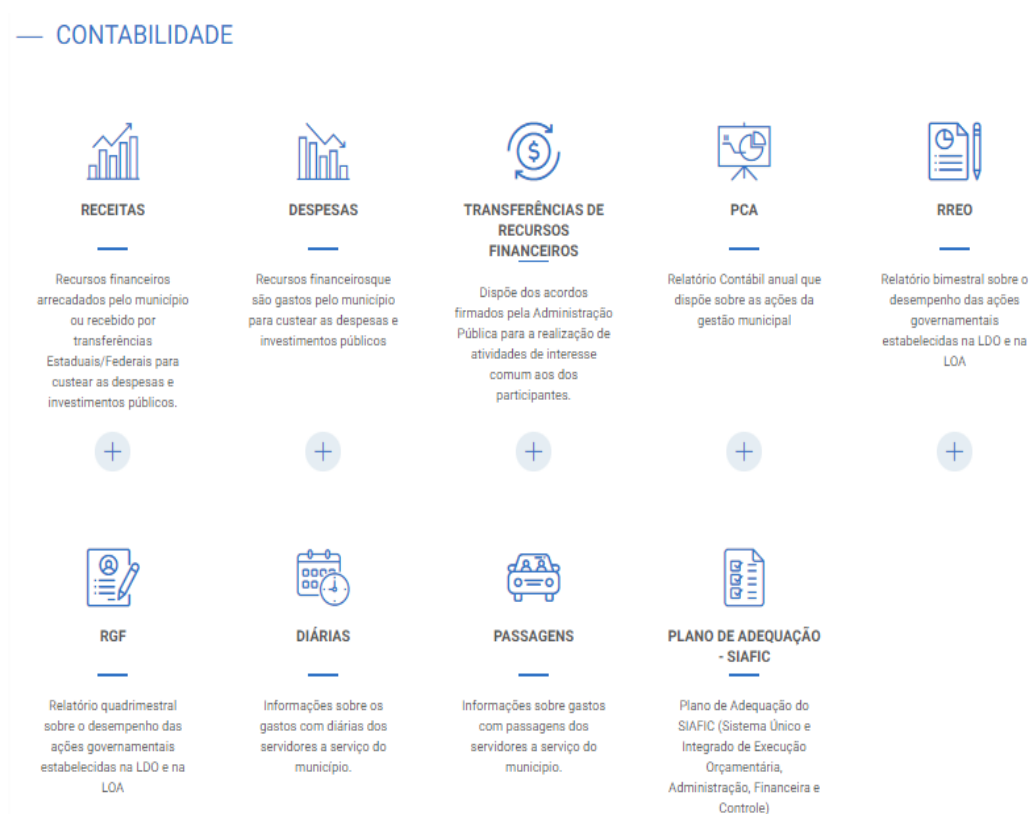 — CONTABILIDADE
RECEITAS
Recursos financeiros
arrecadados pelo município
ou recebido por
transferências
Estaduais/Federais para
custear as despesas e
investimentos públicos.
+
DESPESAS
Recursos financeirosque
são gastos pelo município
para custear as despesas e
investimentos públicos
+
TRANSFERÊNCIAS DE
RECURSOS
FINANCEIROS
Dispõe dos acordos
firmados pela Administração
Pública para a realização de
atividades de interesse
comum aos dos
participantes.
+
PCA
Relatório Contábil anual que
dispõe sobre as ações da
gestão municipal
+
RREO
Relatório bimestral sobre o
desempenho das ações
governamentais
estabelecidas na LDO e na
LOA
+
RGF
Relatório quadrimestral
sobre o desempenho das
ações governamentais
estabelecidas na LDO e na
LOA
DIÁRIAS
Informações sobre os
gastos com diárias dos
servidores a serviço do
município.
PASSAGENS
Informações sobre gastos
com passagens dos
servidores a serviço do
municipio.
PLANO DE ADEQUAÇÃO
- SIAFIC
Plano de Adequação do
SIAFIC (Sistema Único e
Integrado de Execução
Orçamentária,
Administração, Financeira e
Controle)